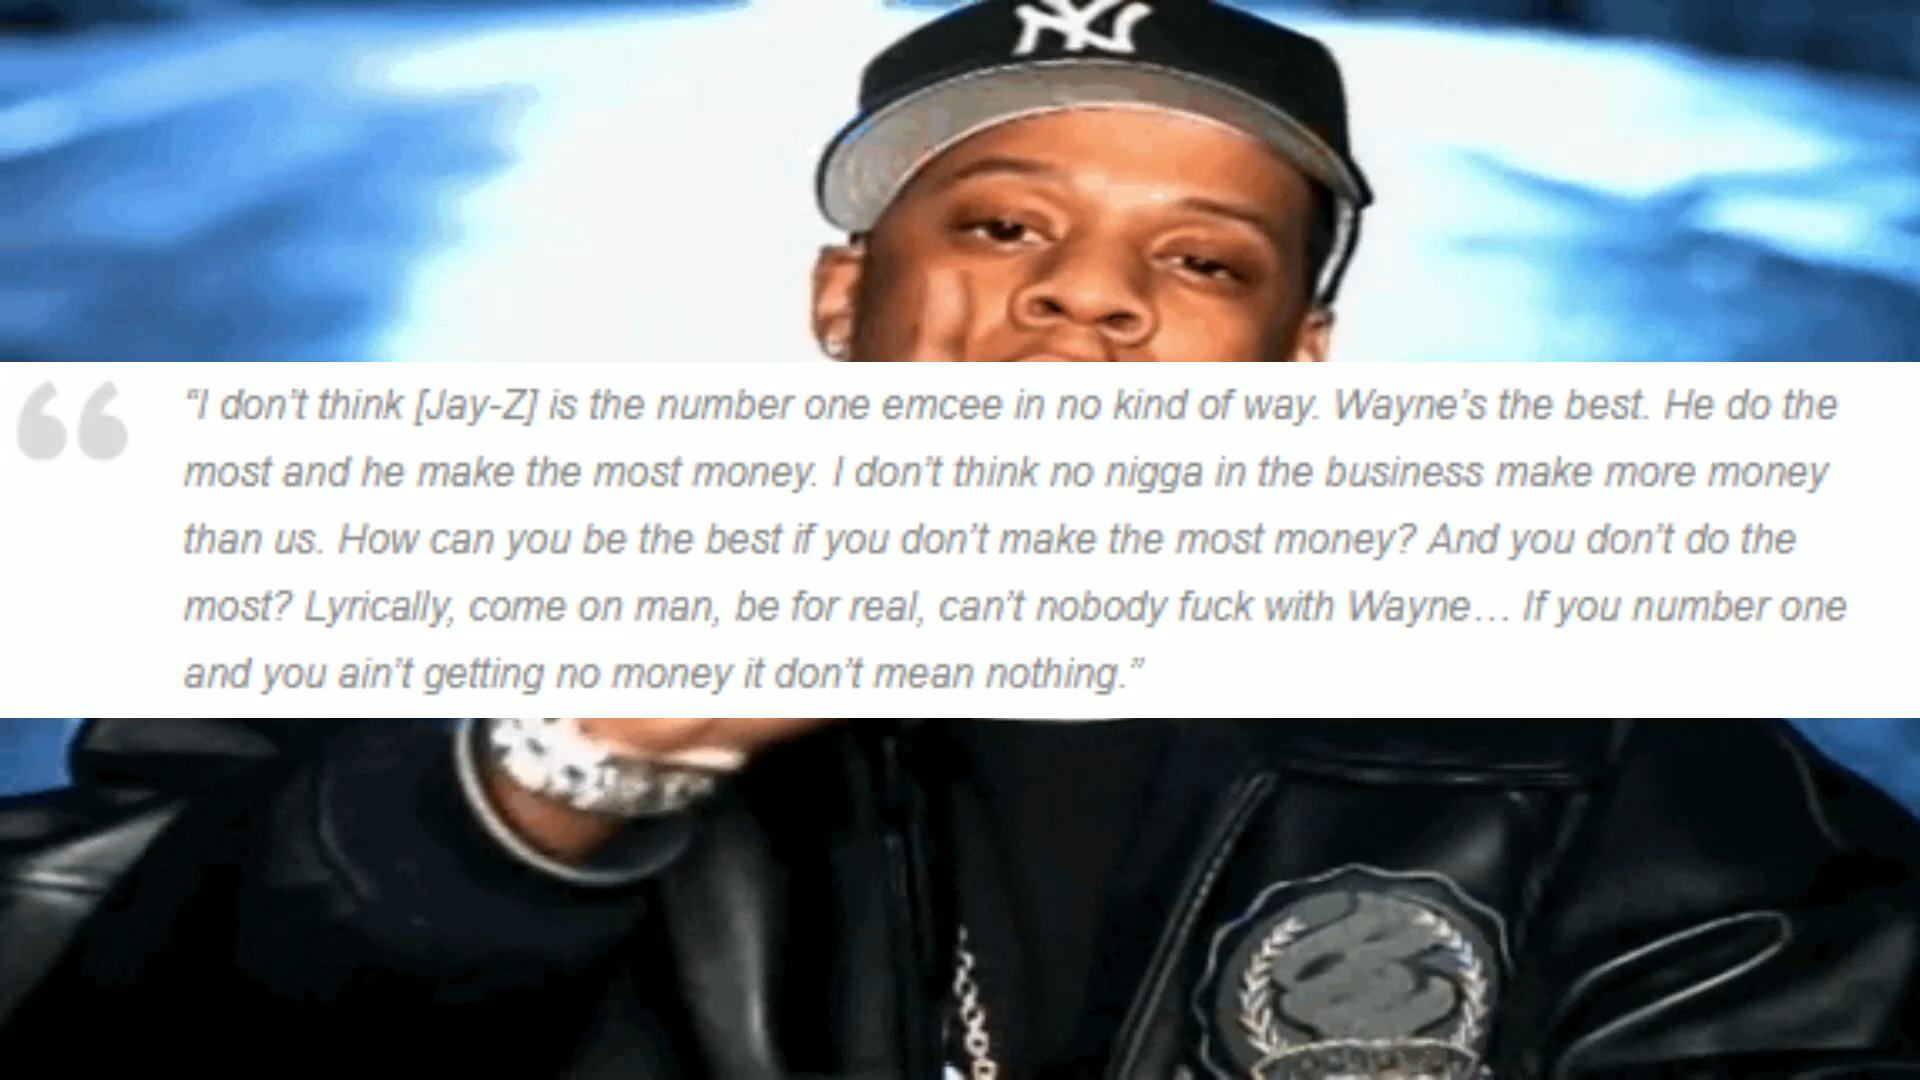 NY
“I don’t think [Jay-Z] is the number one emcee in no kind of way. Wayne’s the best. He do the
most and he make the most money. I don’t think no nigga in the business make more money
than us. How can you be the best if you don’t make the most money? And you don’t do the
most? Lyrically, come on man, be for real, can’t nobody fuck with Wayne… If you number one
and you ain’t getting no money it don’t mean nothing.”